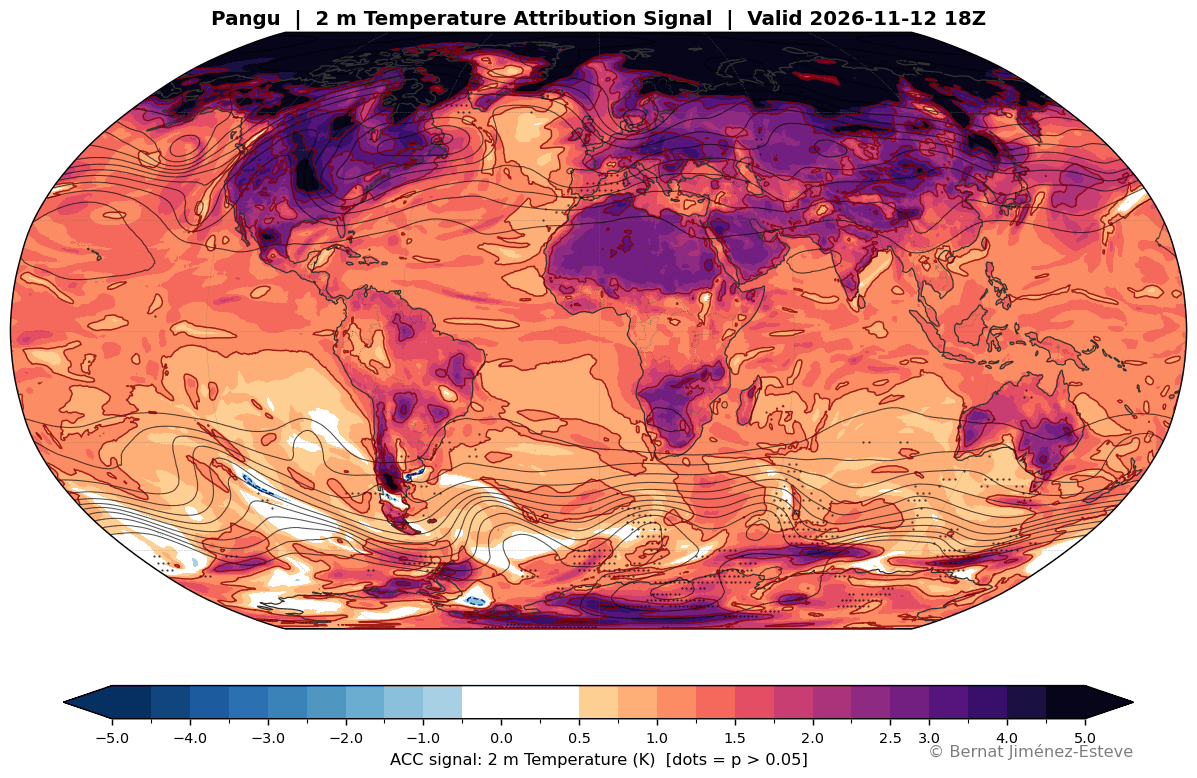 Pangu | 2 m Temperature Attribution Signal | Valid 2026-11-12 18Z
−5.0 −4.0 −3.0 −2.0 −1.0 0.0 0.5 1.0 1.5 2.0 2.5 3.0 4.0 5.0
© Bernat Jiménez-Esteve
ACC signal: 2 m Temperature (K) [dots = p > 0.05]